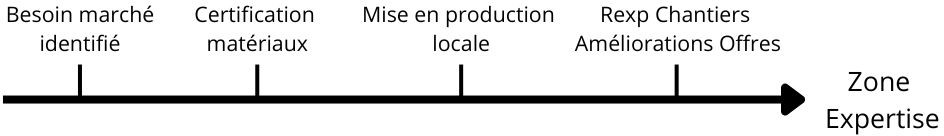 Besoin marché
identifié
Certification
matériaux
Mise en production
locale
Rexp Chantiers
Améliorations Offres
Zone
Expertise